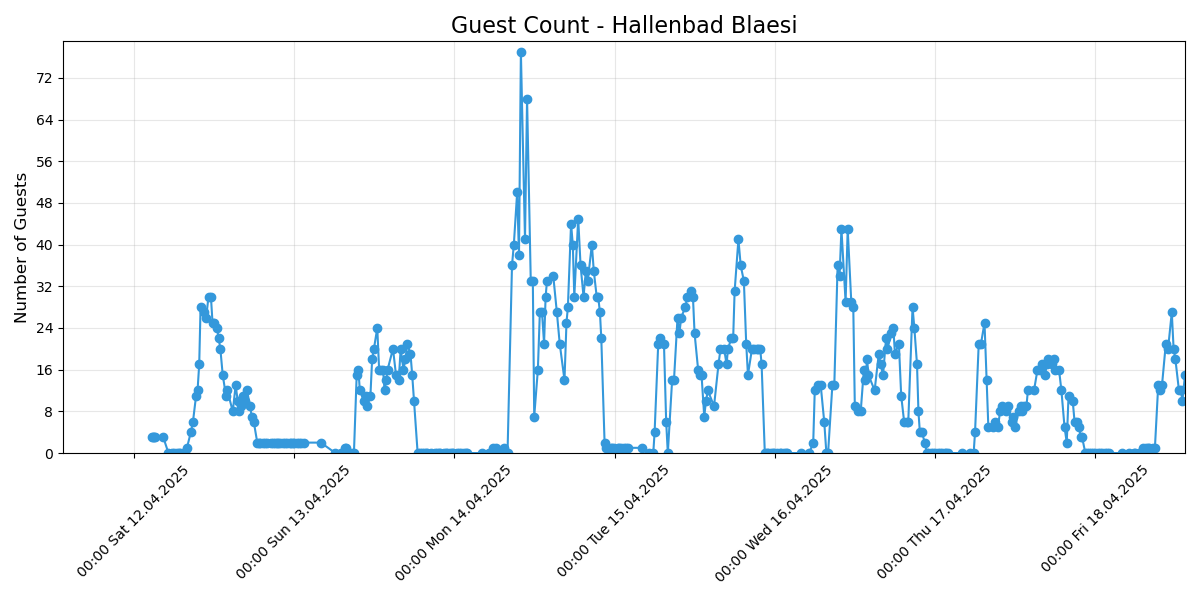 Guest Count - Hallenbad Blaesi
Number of Guests
72
64
56
48
40
32
24
16
8
0
00:00 Sat 12.04.2025
00:00 Sun 13.04.2025
00:00 Mon 14.04.2025
00:00 Tue 15.04.2025
00:00 Wed 16.04.2025
00:00 Thu 17.04.2025
00:00 Fri 18.04.2025